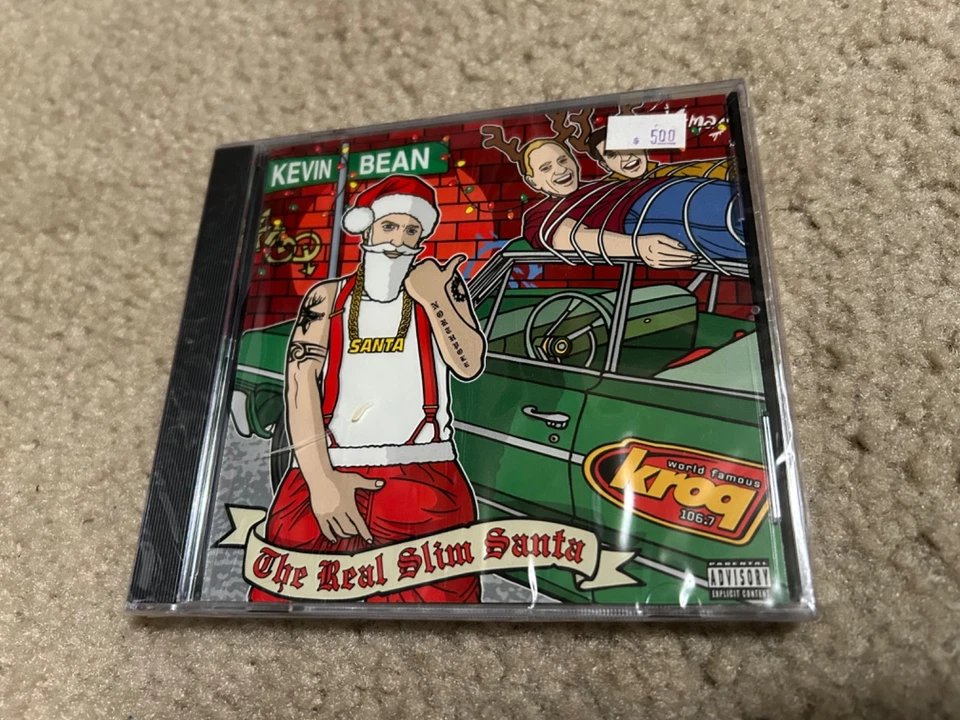 KEVIN
BEAN
$ 5.00
SANTA
world famous
kroq
106.7
The Real Slim Santa
PARENTAL
ADVISORY
EXPLICIT CONTENT